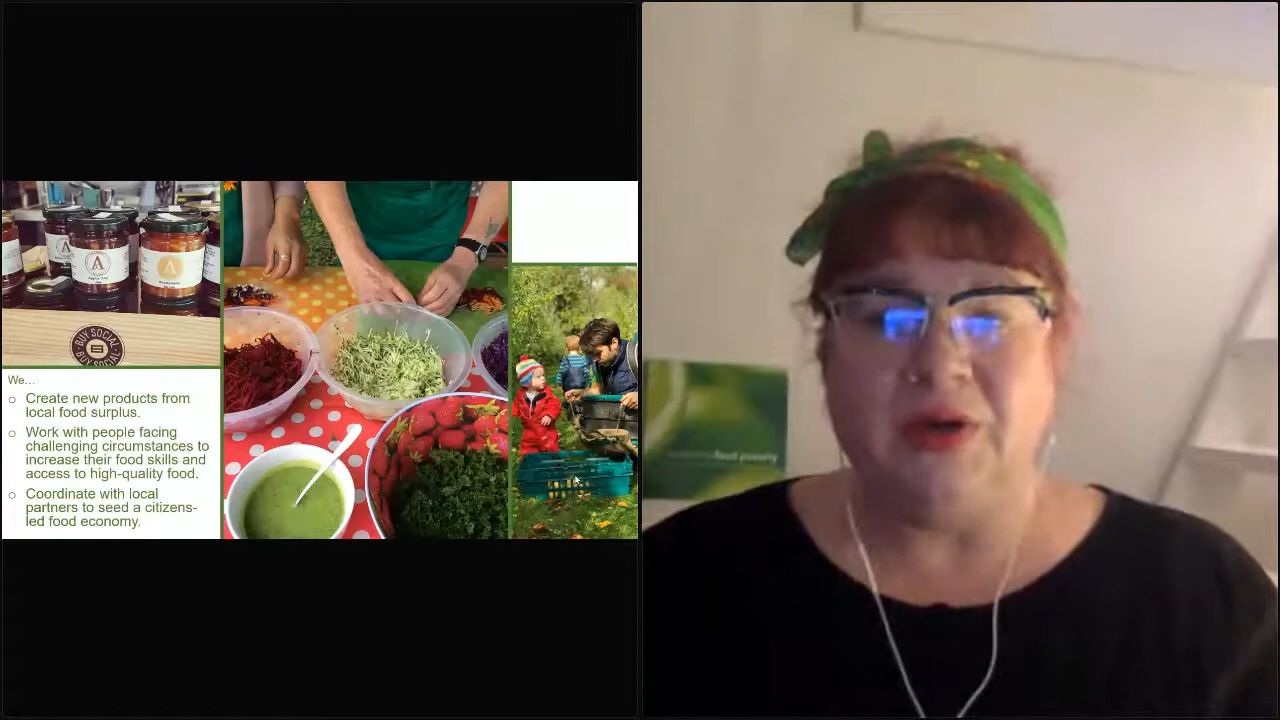 A
A
A
BUY SOCIAL
BUY SOCIAL
We...
○ Create new products from
local food surplus.
○ Work with people facing
challenging circumstances to
increase their food skills and
access to high-quality food.
○ Coordinate with local
partners to seed a citizens-
led food economy.
food poverty